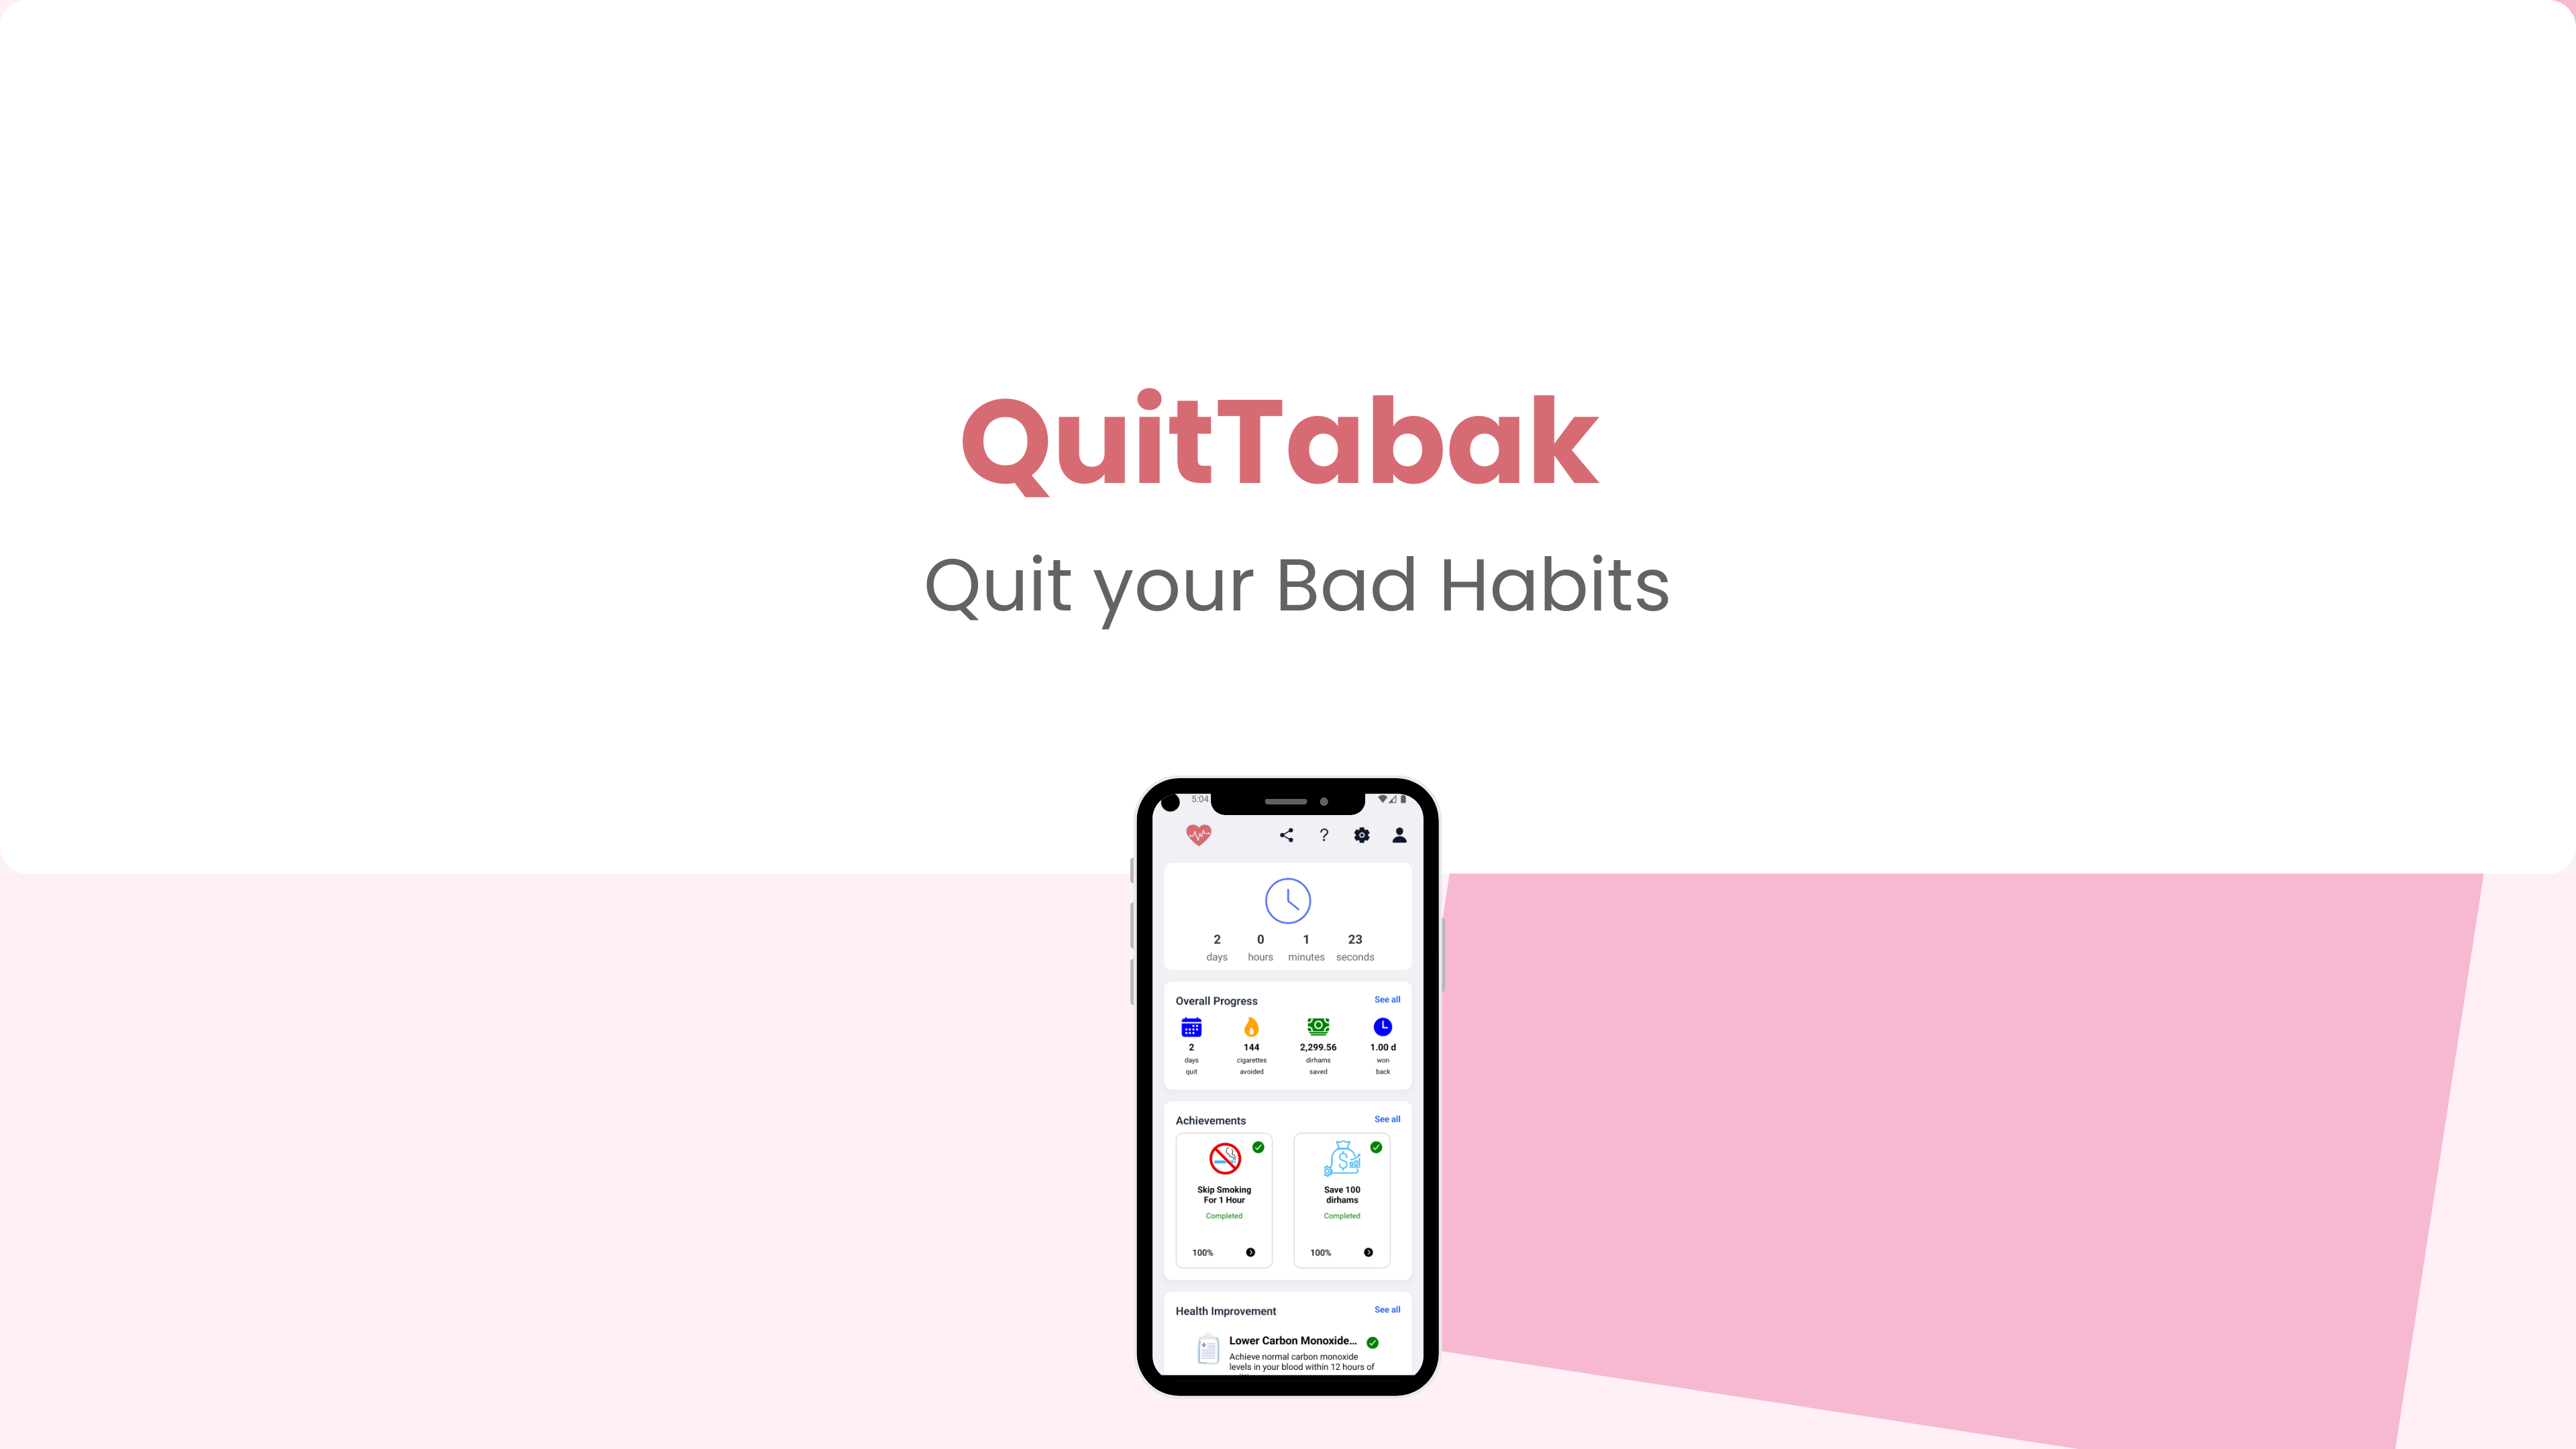 QuitTabak
Quit your Bad Habits
5:04
?
2 0 1 23
days hours minutes seconds
Overall Progress See all
2 144 2,299.56 1.00 d
days cigarettes dirhams won
quit avoided saved back
Achievements See all
Skip Smoking
For 1 Hour
Completed
100%
Save 100
dirhams
Completed
100%
Health Improvement See all
Lower Carbon Monoxide...
Achieve normal carbon monoxide
levels in your blood within 12 hours of